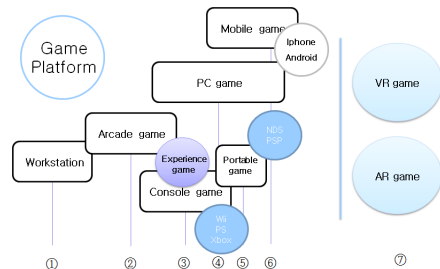 Game
Platform
Mobile game
Iphone
Android
PC game
VR game
Arcade game
NDS
PSP
Workstation
Experience
game
Portable
game
AR game
Console game
Wii
PS
Xbox
① ② ③ ④ ⑤ ⑥ ⑦